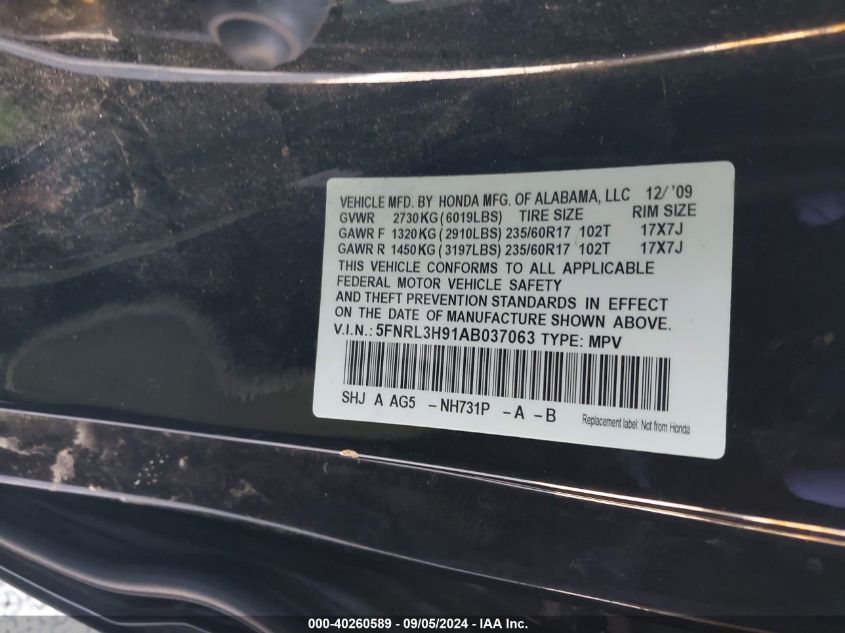 VEHICLE MFD. BY HONDA MFG. OF ALABAMA, LLC 12/ '09
GVWR 2730KG(6019LBS) TIRE SIZE RIM SIZE
GAWR F 1320KG(2910LBS) 235/60R17 102T 17X7J
GAWR R 1450KG(3197LBS) 235/60R17 102T 17X7J
THIS VEHICLE CONFORMS TO ALL APPLICABLE
FEDERAL MOTOR VEHICLE SAFETY
AND THEFT PREVENTION STANDARDS IN EFFECT
ON THE DATE OF MANUFACTURE SHOWN ABOVE.
V.I.N.: 5FNRL3H91AB037063 TYPE: MPV
SHJ A AG5 -NH731P -A -B
Replacement label: Not from Honda
000-40260589 - 09/05/2024 - IAA Inc.